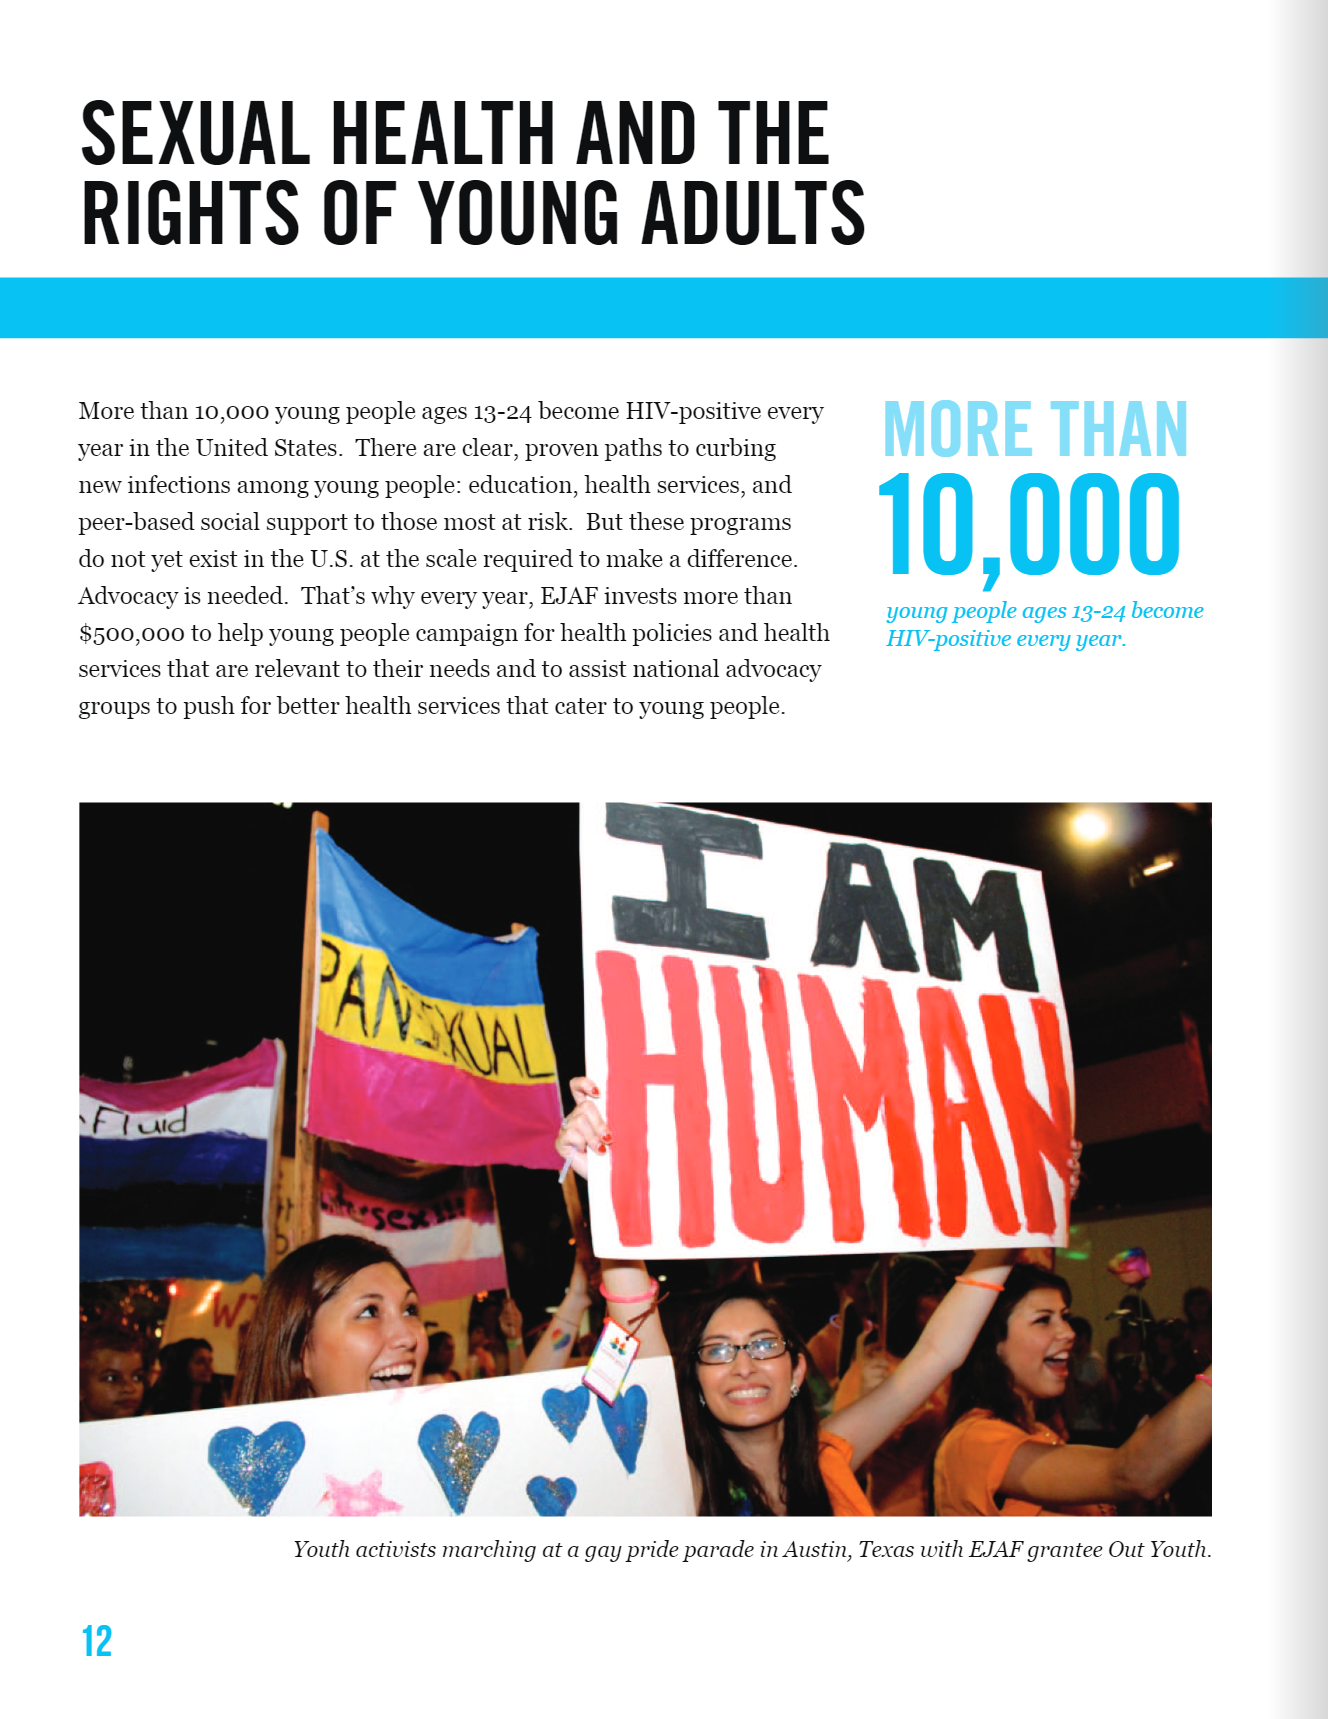 SEXUAL HEALTH AND THE
RIGHTS OF YOUNG ADULTS
More than 10,000 young people ages 13-24 become HIV-positive every
year in the United States.  There are clear, proven paths to curbing
new infections among young people: education, health services, and
peer-based social support to those most at risk.  But these programs
do not yet exist in the U.S. at the scale required to make a difference.
Advocacy is needed.  That’s why every year, EJAF invests more than
$500,000 to help young people campaign for health policies and health
services that are relevant to their needs and to assist national advocacy
groups to push for better health services that cater to young people.
MORE THAN
10,000
young people ages 13-24 become
HIV-positive every year.
I AM
HUMAN
PANSEXUAL
Fluid
intersex!!!
Youth activists marching at a gay pride parade in Austin, Texas with EJAF grantee Out Youth.
12